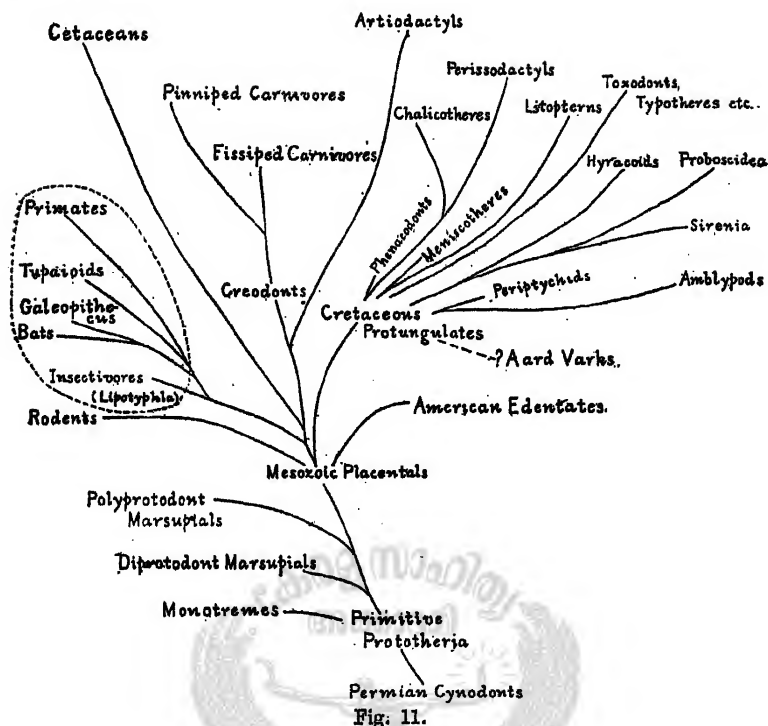 Cetaceans
Artiodactyls
Pinniped Carnivores
Fissiped Carnivores
Perissodactyls
Chalicotheres
Litopterns
Toxodonts,
Typotheres etc..
Hyracoids
Proboscidea
Sirenia
Amblypods
Phenacodonts
Meniscotheres
Periptychids
Creodonts
Cretaceous
Protungulates
?Aard Varks.
Primates
Tupaioids
Galeopithe-
cus
Bats
Insectivores
(Lipotyphla)
Rodents
American Edentates.
Mesozoic Placentals
Polyprotodont
Marsupials
Diprotodont Marsupials
Monotremes
Primitive
Prototheria
Permian Cynodonts
Fig. 11.